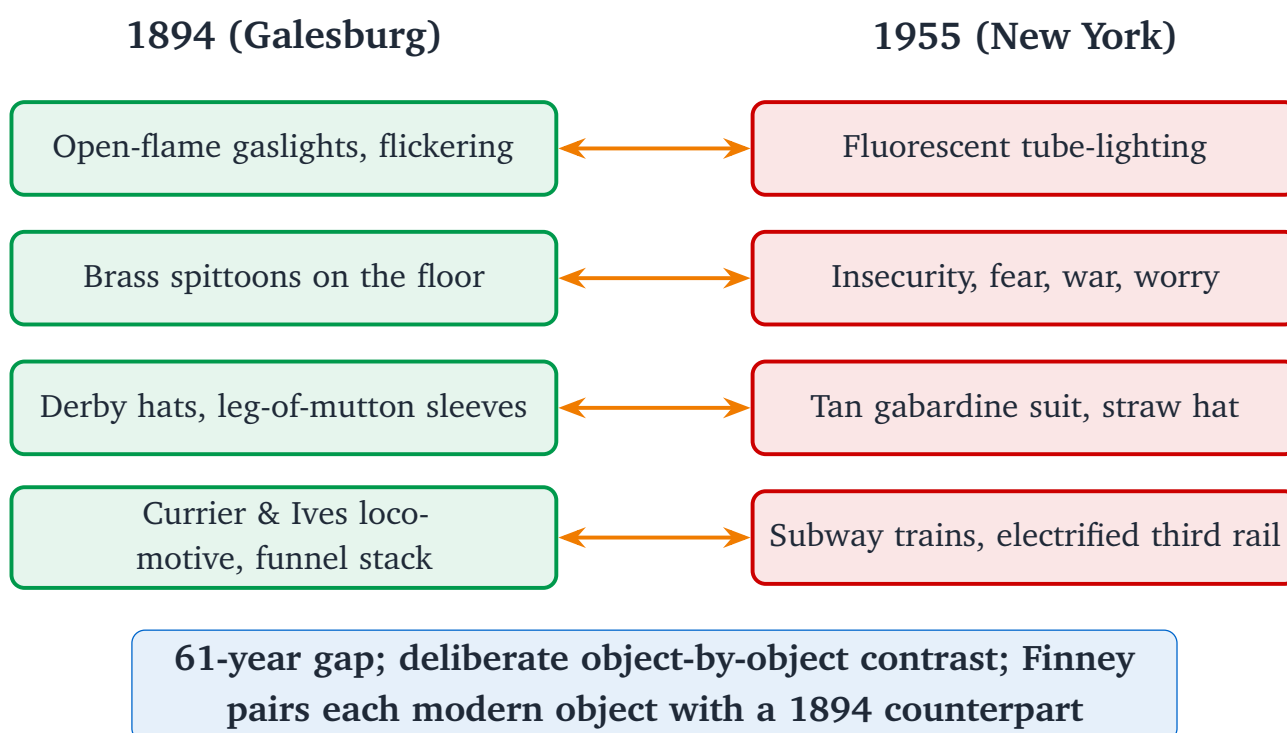 1894 (Galesburg)
1955 (New York)
Open-flame gaslights, flickering
Fluorescent tube-lighting
Brass spittoons on the floor
Insecurity, fear, war, worry
Derby hats, leg-of-mutton sleeves
Tan gabardine suit, straw hat
Currier & Ives loco-
motive, funnel stack
Subway trains, electrified third rail
61-year gap; deliberate object-by-object contrast; Finney
pairs each modern object with a 1894 counterpart